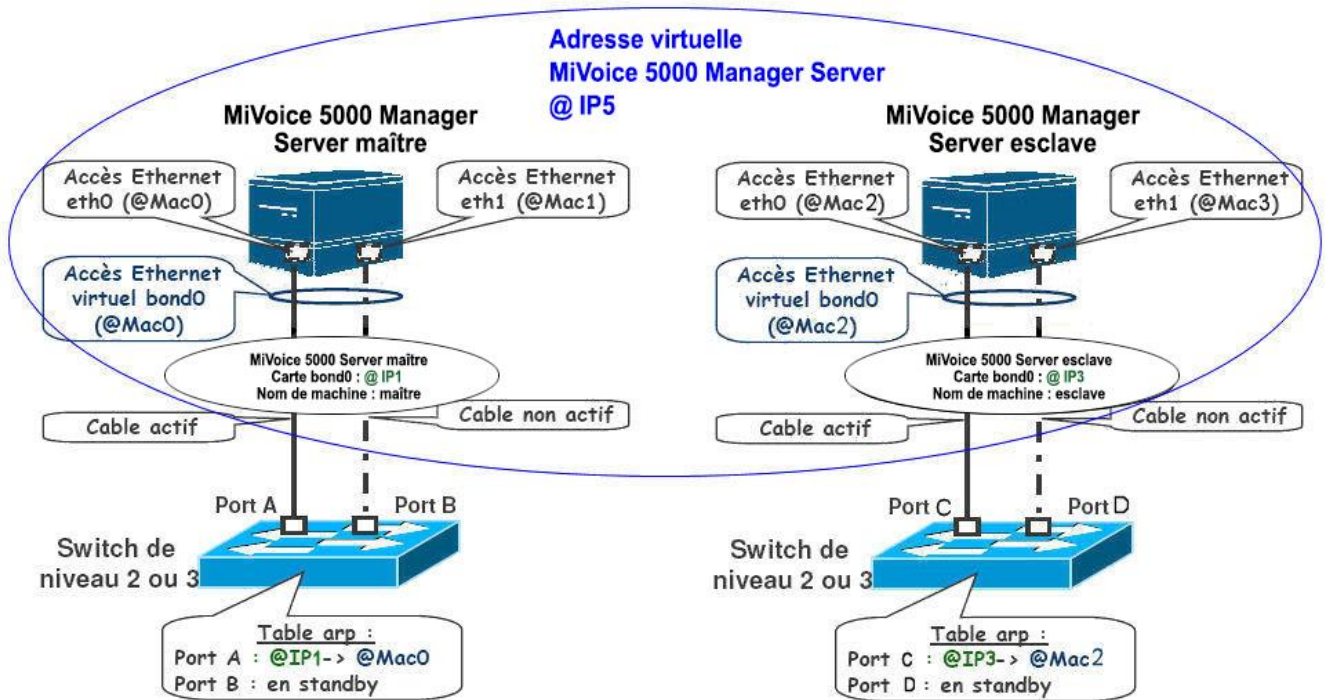 Adresse virtuelle
MiVoice 5000 Manager Server
@ IP5
MiVoice 5000 Manager
Server maître
Accès Ethernet
eth0 (@Mac0)
Accès Ethernet
eth1 (@Mac1)
Accès Ethernet
virtuel bond0
(@Mac0)
MiVoice 5000 Server maître
Carte bond0 : @ IP1
Nom de machine : maître
Cable actif
Cable non actif
Port A
Port B
Switch de
niveau 2 ou 3
Table arp :
Port A : @IP1-> @Mac0
Port B : en standby
MiVoice 5000 Manager
Server esclave
Accès Ethernet
eth0 (@Mac2)
Accès Ethernet
eth1 (@Mac3)
Accès Ethernet
virtuel bond0
(@Mac2)
MiVoice 5000 Server esclave
Carte bond0 : @ IP3
Nom de machine : esclave
Cable actif
Cable non actif
Port C
Port D
Switch de
niveau 2 ou 3
Table arp :
Port C : @IP3-> @Mac2
Port D : en standby